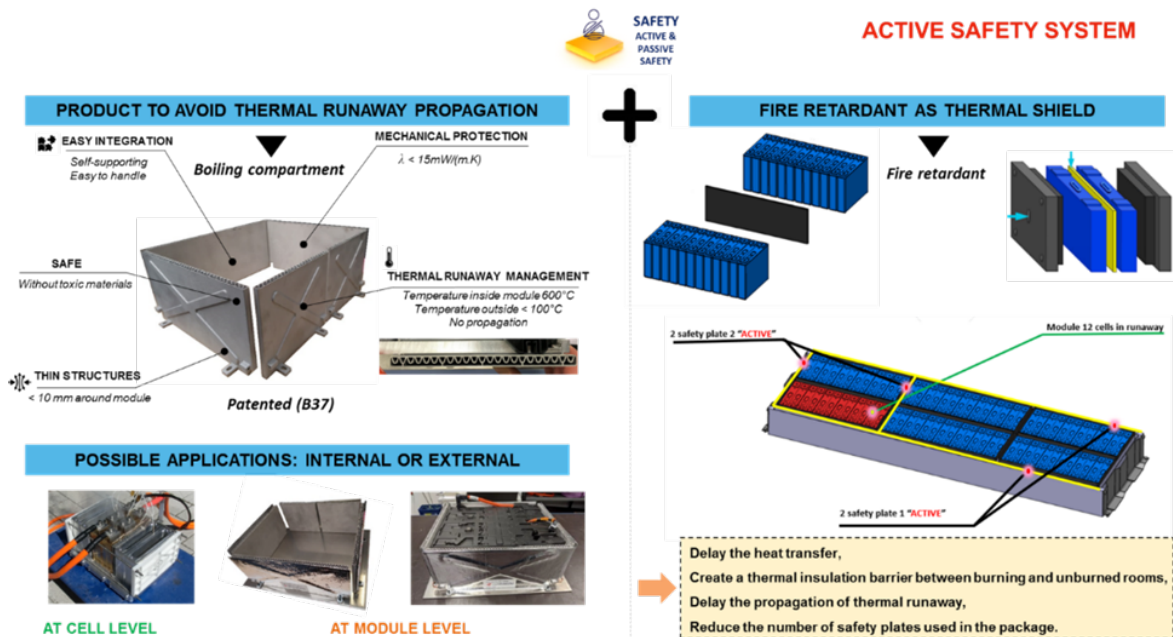 SAFETY
ACTIVE &
PASSIVE
SAFETY
ACTIVE SAFETY SYSTEM
PRODUCT TO AVOID THERMAL RUNAWAY PROPAGATION
EASY INTEGRATION
Self-supporting
Easy to handle
Boiling compartment
MECHANICAL PROTECTION
λ < 15mW/(m.K)
SAFE
Without toxic materials
THERMAL RUNAWAY MANAGEMENT
Temperature inside module 600°C
Temperature outside < 100°C
No propagation
THIN STRUCTURES
< 10 mm around module
Patented (B37)
POSSIBLE APPLICATIONS: INTERNAL OR EXTERNAL
AT CELL LEVEL
AT MODULE LEVEL
FIRE RETARDANT AS THERMAL SHIELD
Fire retardant
2 safety plate 2 "ACTIVE"
Module 12 cells in runaway
2 safety plate 1 "ACTIVE"
Delay the heat transfer,
Create a thermal insulation barrier between burning and unburned rooms,
Delay the propagation of thermal runaway,
Reduce the number of safety plates used in the package.